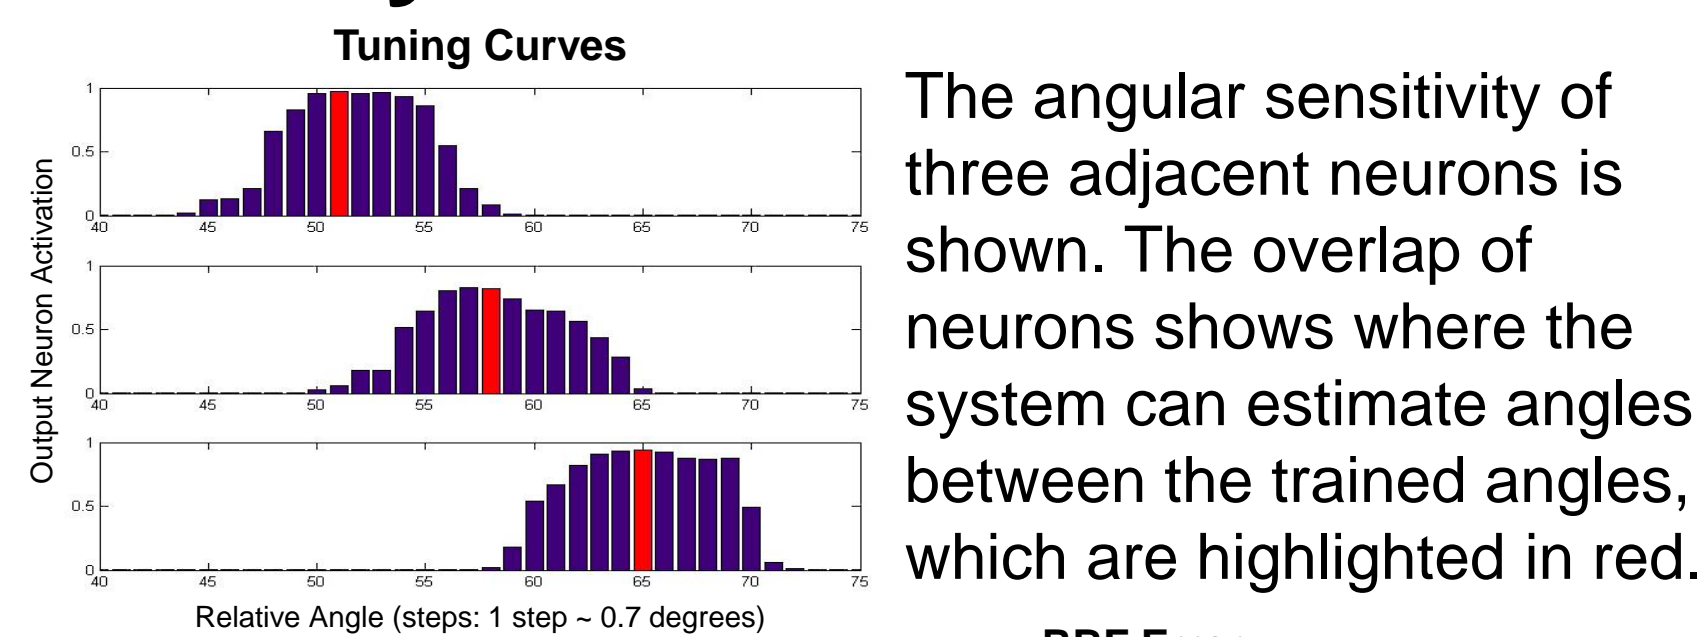 Tuning Curves
1
0.5
0
40 45 50 55 60 65 70 75
1
0.5
0
40 45 50 55 60 65 70 75
1
0.5
0
40 45 50 55 60 65 70 75
Output Neuron Activation
Relative Angle (steps: 1 step ~ 0.7 degrees)
The angular sensitivity of
three adjacent neurons is
shown. The overlap of
neurons shows where the
system can estimate angles
between the trained angles,
which are highlighted in red.